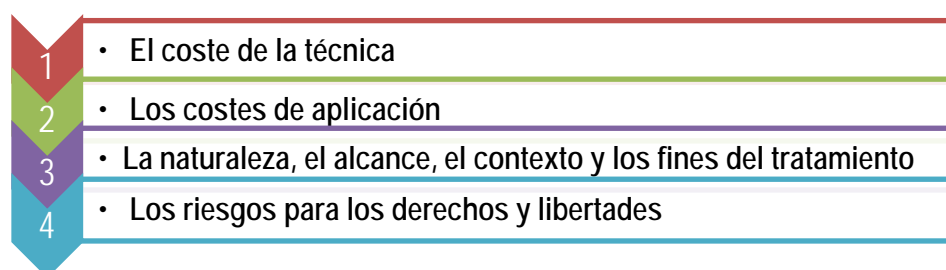 1 • El coste de la técnica
2 • Los costes de aplicación
3 • La naturaleza, el alcance, el contexto y los fines del tratamiento
4 • Los riesgos para los derechos y libertades